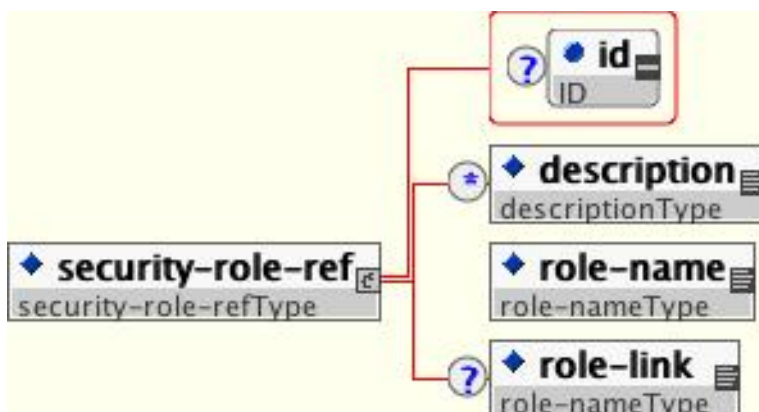 ? id
ID
* description
descriptionType
security-role-ref
security-role-refType
role-name
role-nameType
? role-link
role-nameType